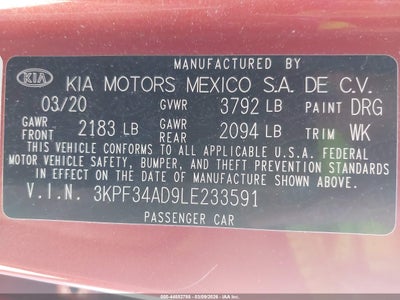 MANUFACTURED BY
KIA KIA MOTORS MEXICO S.A. DE C.V.
03/20 GVWR 3792 LB PAINT DRG
GAWR FRONT 2183 LB GAWR REAR 2094 LB TRIM WK
THIS VEHICLE CONFORMS TO ALL APPLICABLE U.S.A. FEDERAL
MOTOR VEHICLE SAFETY, BUMPER, AND THEFT PREVENTION STANDARDS
IN EFFECT ON THE DATE OF MANUFACTURE SHOWN ABOVE.
V.I.N. 3KPF34AD9LE233591
PASSENGER CAR